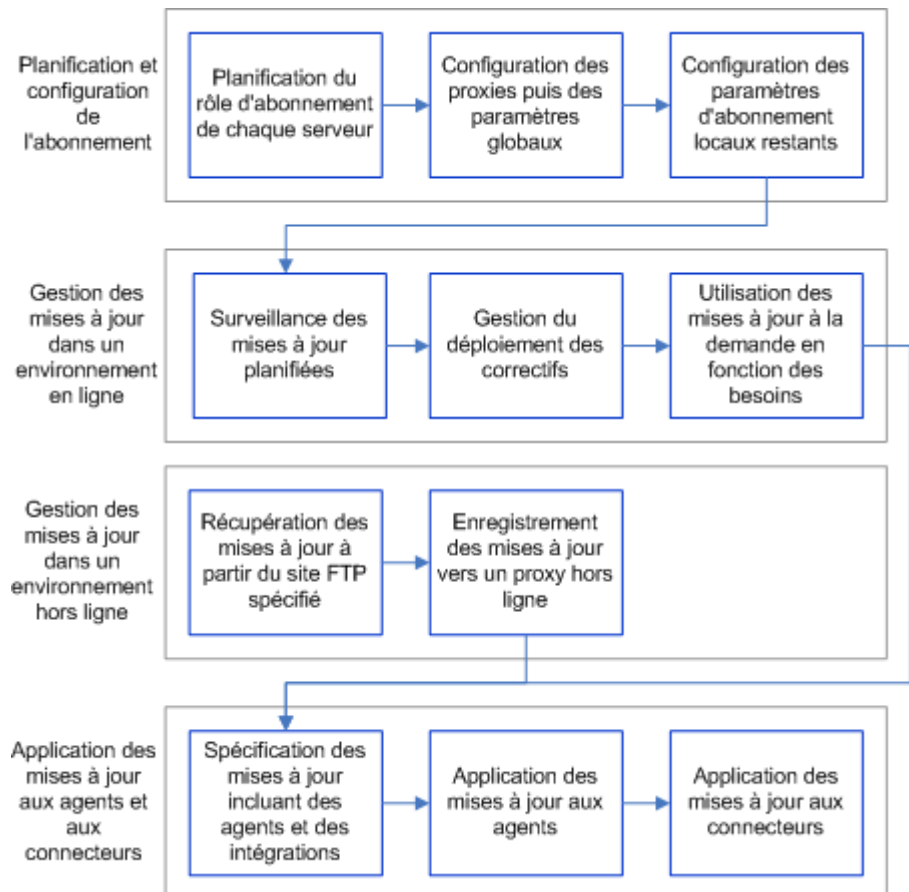 Planification et
configuration
de
l'abonnement
Planification du
rôle d'abonnement
de chaque serveur
Configuration des
proxies puis des
paramètres
globaux
Configuration des
paramètres
d'abonnement
locaux restants
Gestion des
mises à jour
dans un
environnement
en ligne
Surveillance des
mises à jour
planifiées
Gestion du
déploiement des
correctifs
Utilisation des
mises à jour à la
demande en
fonction des
besoins
Gestion des
mises à jour
dans un
environnement
hors ligne
Récupération des
mises à jour à
partir du site FTP
spécifié
Enregistrement
des mises à jour
vers un proxy hors
ligne
Application des
mises à jour
aux agents et
aux
connecteurs
Spécification des
mises à jour
incluant des
agents et des
intégrations
Application des
mises à jour aux
agents
Application des
mises à jour aux
connecteurs